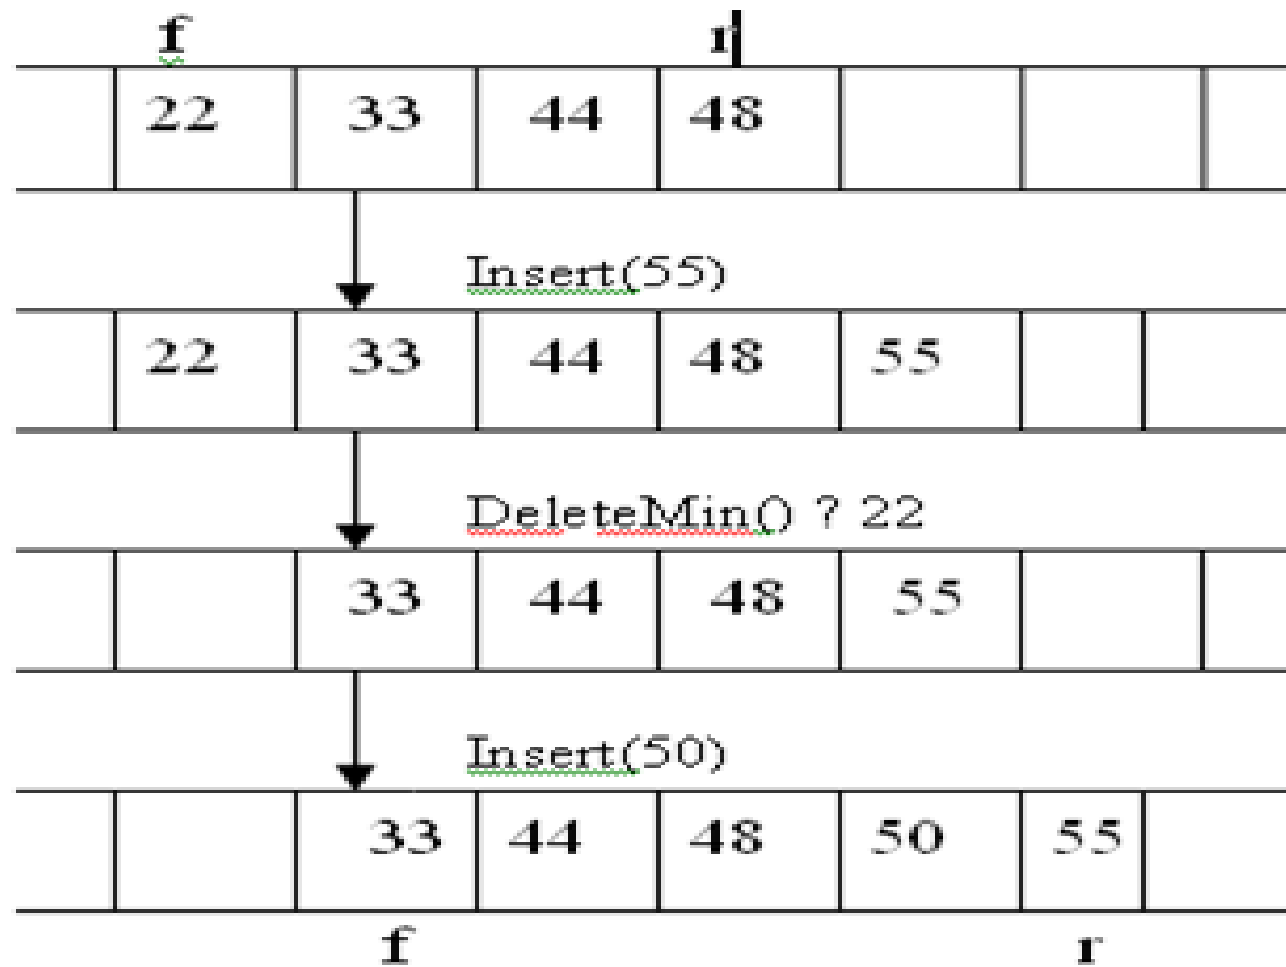 f r
22 33 44 48
Insert(55)
22 33 44 48 55
DeleteMin() ? 22
33 44 48 55
Insert(50)
33 44 48 50 55
f r